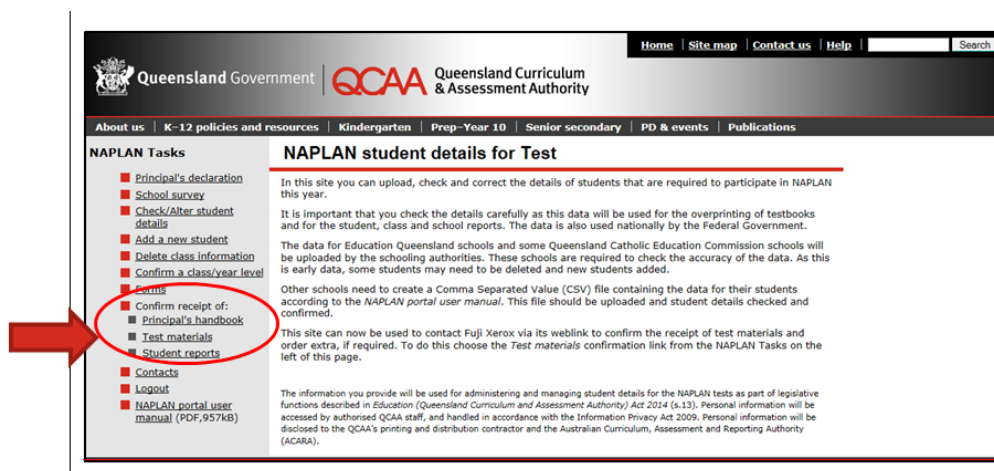 Home | Site map | Contact us | Help | Search
Queensland Government
QCAA Queensland Curriculum
& Assessment Authority
About us | K–12 policies and resources | Kindergarten | Prep–Year 10 | Senior secondary | PD & events | Publications
NAPLAN Tasks
Principal's declaration
School survey
Check/Alter student
details
Add a new student
Delete class information
Confirm a class/year level
Forms
Confirm receipt of:
Principal's handbook
Test materials
Student reports
Contacts
Logout
NAPLAN portal user
manual (PDF,957kB)
NAPLAN student details for Test
In this site you can upload, check and correct the details of students that are required to participate in NAPLAN
this year.
It is important that you check the details carefully as this data will be used for the overprinting of testbooks
and for the student, class and school reports. The data is also used nationally by the Federal Government.
The data for Education Queensland schools and some Queensland Catholic Education Commission schools will
be uploaded by the schooling authorities. These schools are required to check the accuracy of the data. As this
is early data, some students may need to be deleted and new students added.
Other schools need to create a Comma Separated Value (CSV) file containing the data for their students
according to the NAPLAN portal user manual. This file should be uploaded and student details checked and
confirmed.
This site can now be used to contact Fuji Xerox via its weblink to confirm the receipt of test materials and
order extra, if required. To do this choose the Test materials confirmation link from the NAPLAN Tasks on the
left of this page.
The information you provide will be used for administering and managing student details for the NAPLAN tests as part of legislative
functions described in Education (Queensland Curriculum and Assessment Authority) Act 2014 (s.13). Personal information will be
accessed by authorised QCAA staff, and handled in accordance with the Information Privacy Act 2009. Personal information will be
disclosed to the QCAA's printing and distribution contractor and the Australian Curriculum, Assessment and Reporting Authority
(ACARA).